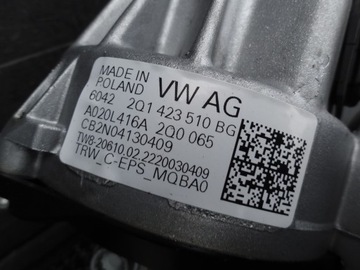 MADE IN
POLAND VW AG
6042 2Q1 423 510 BG
A020L416A 2Q0 065
CB2N04130409
TW8-20610.02.2220030409
TRW_C-EPS_MQBA0